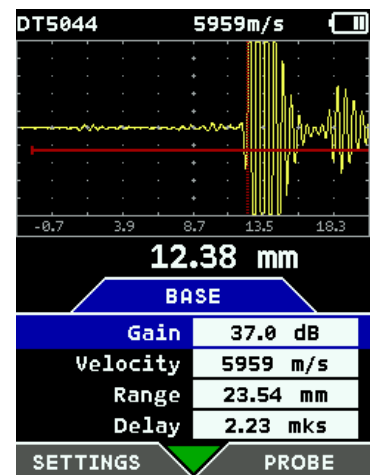 DT5044 5959m/s
-0.7 3.9 8.7 13.5 18.3
12.38 mm
BASE
Gain 37.0 dB
Velocity 5959 m/s
Range 23.54 mm
Delay 2.23 mks
SETTINGS PROBE